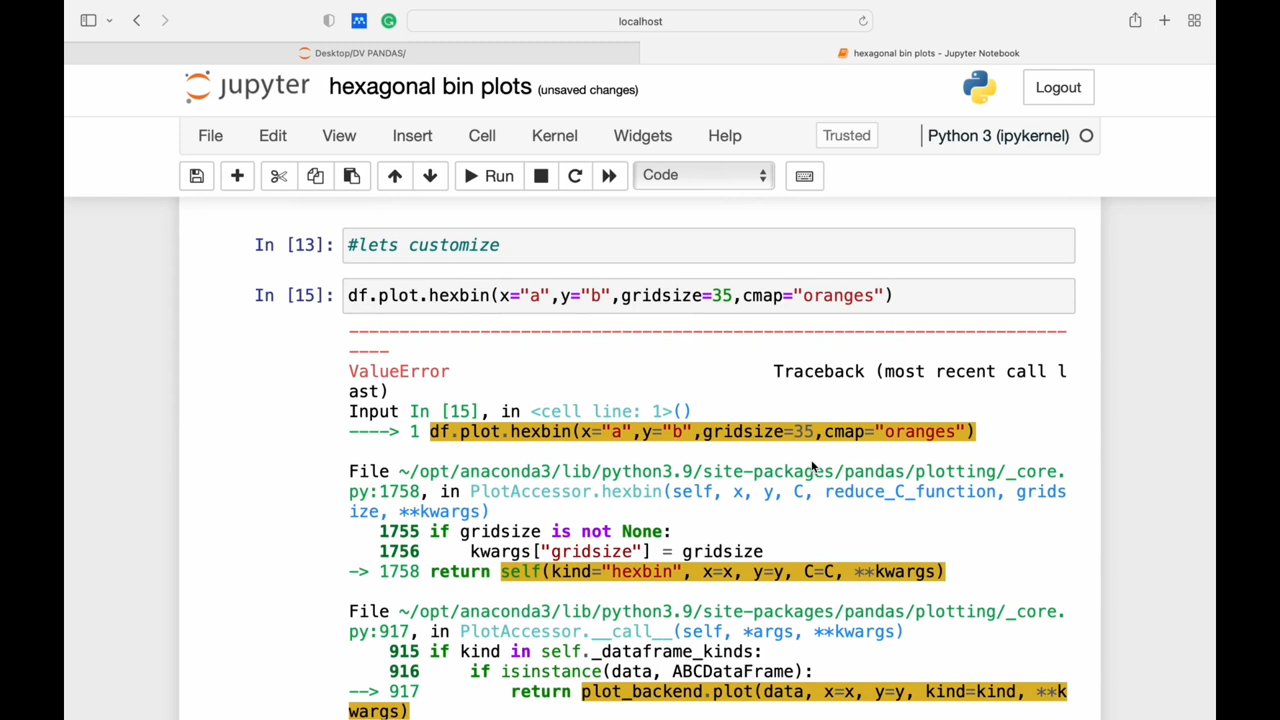 localhost
Desktop/DV PANDAS/
hexagonal bin plots - Jupyter Notebook
jupyter hexagonal bin plots (unsaved changes)
Logout
File Edit View Insert Cell Kernel Widgets Help Trusted Python 3 (ipykernel)
Run Code
In [13]: #lets customize
In [15]: df.plot.hexbin(x="a",y="b",gridsize=35,cmap="oranges")
---------------------------------------------------------------------------
ValueError Traceback (most recent call l
ast)
Input In [15], in <cell line: 1>()
----> 1 df.plot.hexbin(x="a",y="b",gridsize=35,cmap="oranges")
File ~/opt/anaconda3/lib/python3.9/site-packages/pandas/plotting/_core.
py:1758, in PlotAccessor.hexbin(self, x, y, C, reduce_C_function, grids
ize, **kwargs)
1755 if gridsize is not None:
1756 kwargs["gridsize"] = gridsize
-> 1758 return self(kind="hexbin", x=x, y=y, C=C, **kwargs)
File ~/opt/anaconda3/lib/python3.9/site-packages/pandas/plotting/_core.
py:917, in PlotAccessor.__call__(self, *args, **kwargs)
915 if kind in self._dataframe_kinds:
916 if isinstance(data, ABCDataFrame):
--> 917 return plot_backend.plot(data, x=x, y=y, kind=kind, **k
wargs)